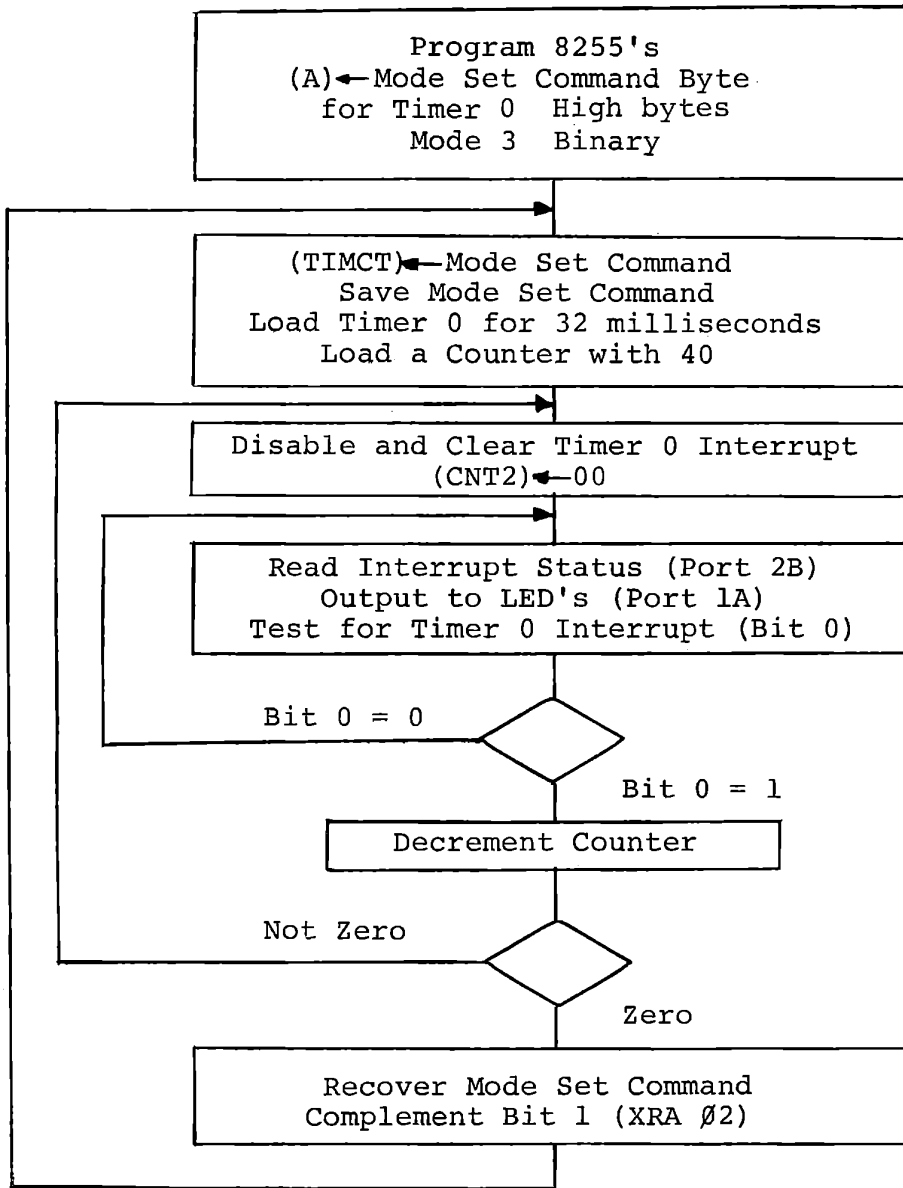 Program 8255's
(A)←Mode Set Command Byte
for Timer 0 High bytes
Mode 3 Binary
(TIMCT)←Mode Set Command
Save Mode Set Command
Load Timer 0 for 32 milliseconds
Load a Counter with 40
Disable and Clear Timer 0 Interrupt
(CNT2)←00
Read Interrupt Status (Port 2B)
Output to LED's (Port 1A)
Test for Timer 0 Interrupt (Bit 0)
Bit 0 = 0
Bit 0 = 1
Decrement Counter
Not Zero
Zero
Recover Mode Set Command
Complement Bit 1 (XRA Ø2)